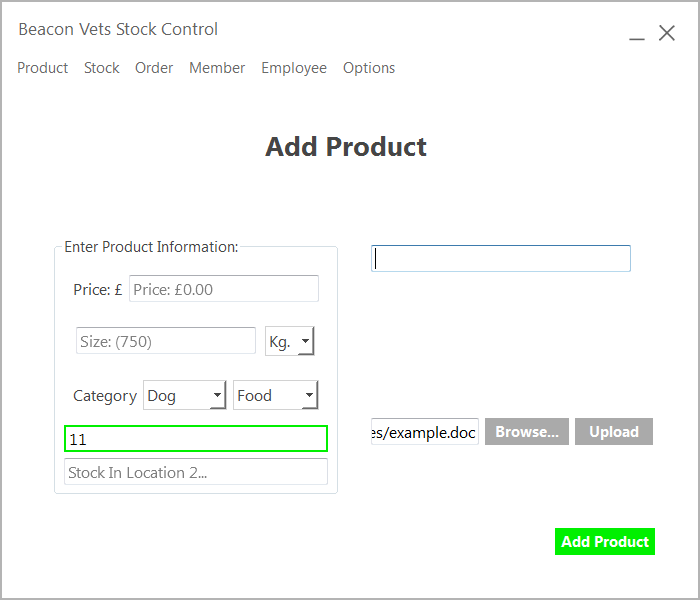 Beacon Vets Stock Control
Product Stock Order Member Employee Options
Add Product
Enter Product Information:
Price: £ Price: £0.00
Size: (750) Kg.
Category Dog Food
11
Stock In Location 2...
es/example.doc Browse... Upload
Add Product